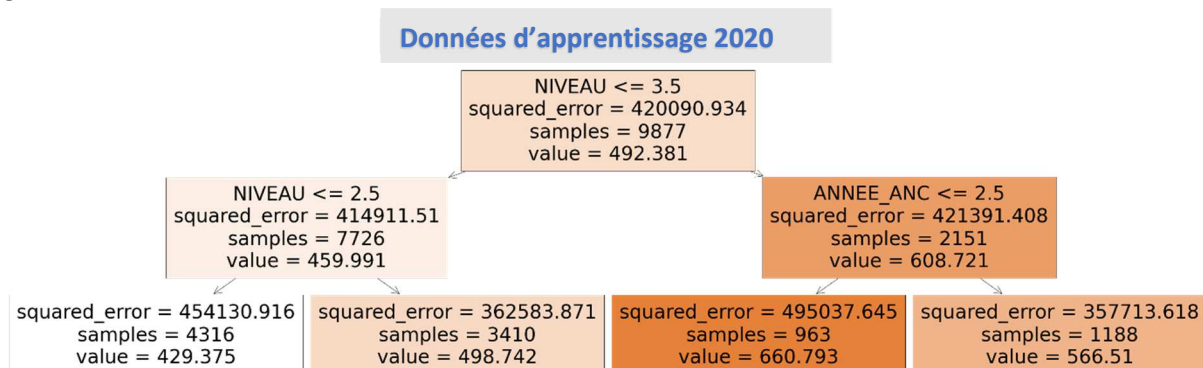 Données d’apprentissage 2020
NIVEAU <= 3.5
squared_error = 420090.934
samples = 9877
value = 492.381
NIVEAU <= 2.5
squared_error = 414911.51
samples = 7726
value = 459.991
ANNEE_ANC <= 2.5
squared_error = 421391.408
samples = 2151
value = 608.721
squared_error = 454130.916
samples = 4316
value = 429.375
squared_error = 362583.871
samples = 3410
value = 498.742
squared_error = 495037.645
samples = 963
value = 660.793
squared_error = 357713.618
samples = 1188
value = 566.51